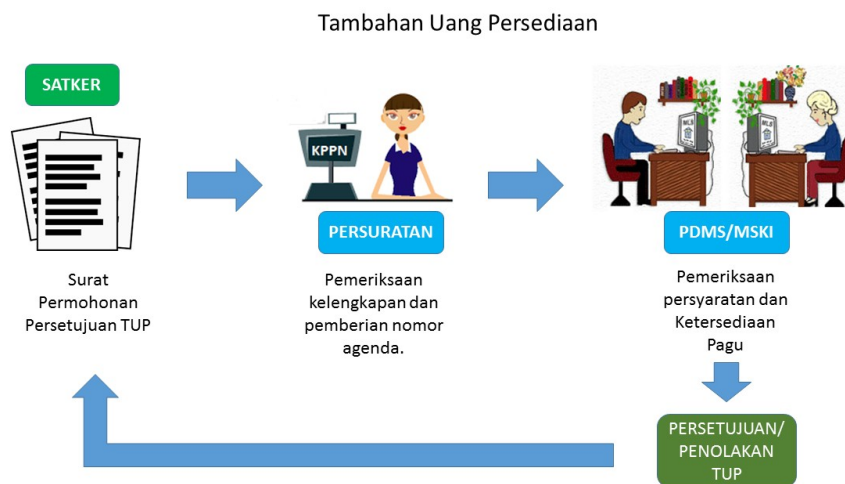 Tambahan Uang Persediaan
SATKER
KPPN
PERSURATAN
PDMS/MSKI
Surat
Permohonan
Persetujuan TUP
Pemeriksaan
kelengkapan dan
pemberian nomor
agenda.
Pemeriksaan
persyaratan dan
Ketersediaan
Pagu
PERSETUJUAN/
PENOLAKAN
TUP